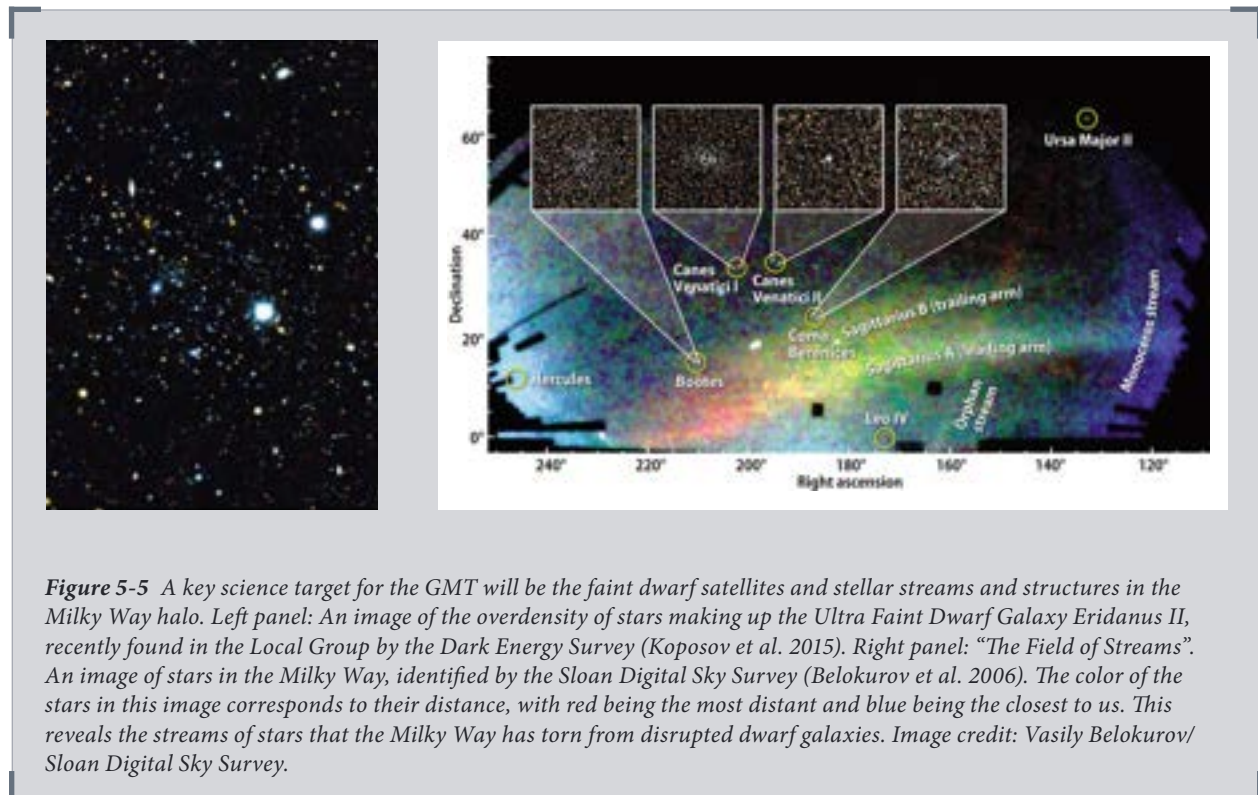 60°
40°
20°
0°
Declination
240°
220°
200°
180°
160°
140°
120°
Right ascension
Ursa Major II
Canes
Venatici I
Canes
Venatici II
Coma
Berenices
Sagittarius B (trailing arm)
Sagittarius A (leading arm)
Monoceros stream
Orphan
stream
Hercules
Bootes
Leo IV
Figure 5-5 A key science target for the GMT will be the faint dwarf satellites and stellar streams and structures in the
Milky Way halo. Left panel: An image of the overdensity of stars making up the Ultra Faint Dwarf Galaxy Eridanus II,
recently found in the Local Group by the Dark Energy Survey (Koposov et al. 2015). Right panel: “The Field of Streams”.
An image of stars in the Milky Way, identified by the Sloan Digital Sky Survey (Belokurov et al. 2006). The color of the
stars in this image corresponds to their distance, with red being the most distant and blue being the closest to us. This
reveals the streams of stars that the Milky Way has torn from disrupted dwarf galaxies. Image credit: Vasily Belokurov/
Sloan Digital Sky Survey.